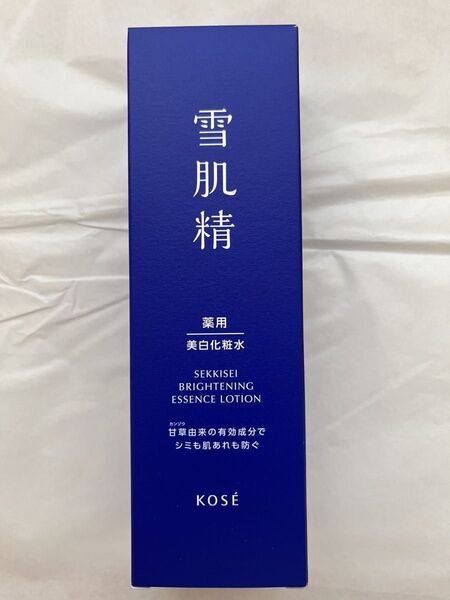 雪肌精
薬用
美白化粧水
SEKKISEI
BRIGHTENING
ESSENCE LOTION
カンゾウ
甘草由来の有効成分で
シミも肌あれも防ぐ
KOSÉ